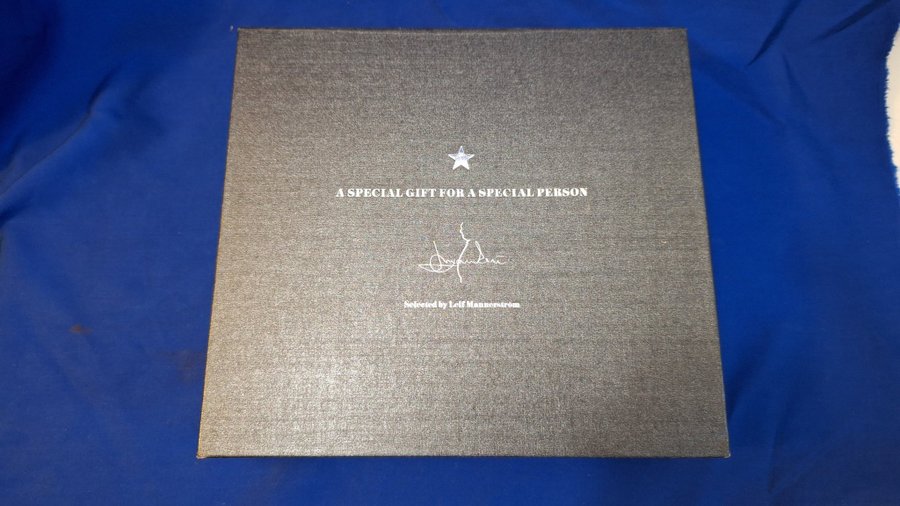 A SPECIAL GIFT FOR A SPECIAL PERSON
Selected by Leif Mannerström